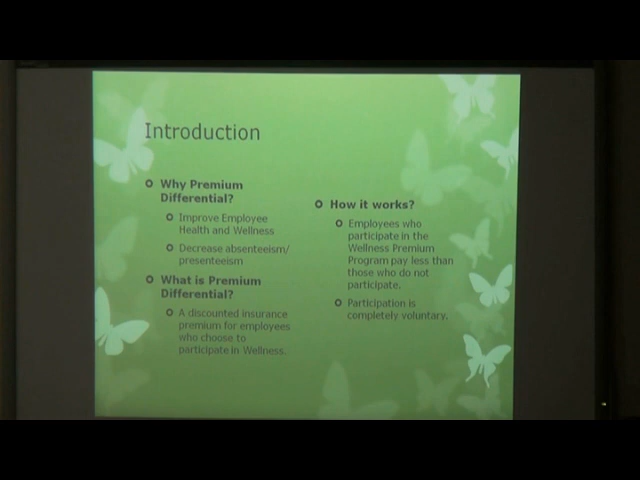 Introduction
Why Premium
Differential?
Improve Employee
Health and Wellness
Decrease absenteeism/
presenteeism
What is Premium
Differential?
A discounted insurance
premium for employees
who choose to
participate in Wellness.
How it works?
Employees who
participate in the
Wellness Premium
Program pay less than
those who do not
participate.
Participation is
completely voluntary.